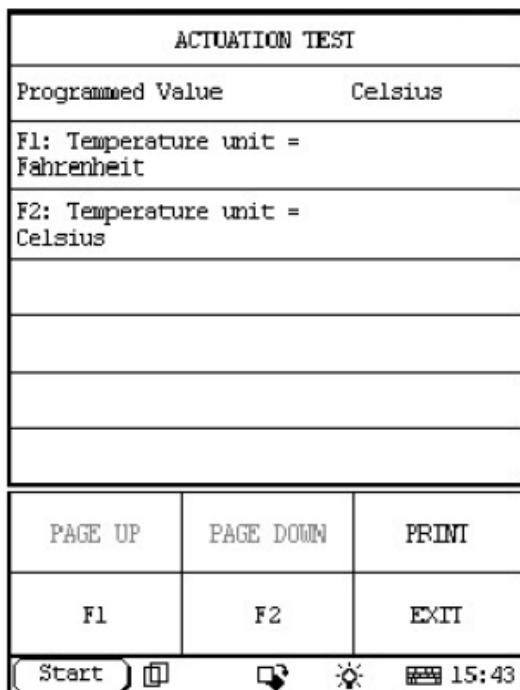 ACTUATION TEST
Programmed Value Celsius
F1: Temperature unit =
Fahrenheit
F2: Temperature unit =
Celsius
PAGE UP PAGE DOWN PRINT
F1 F2 EXIT
Start 15:43